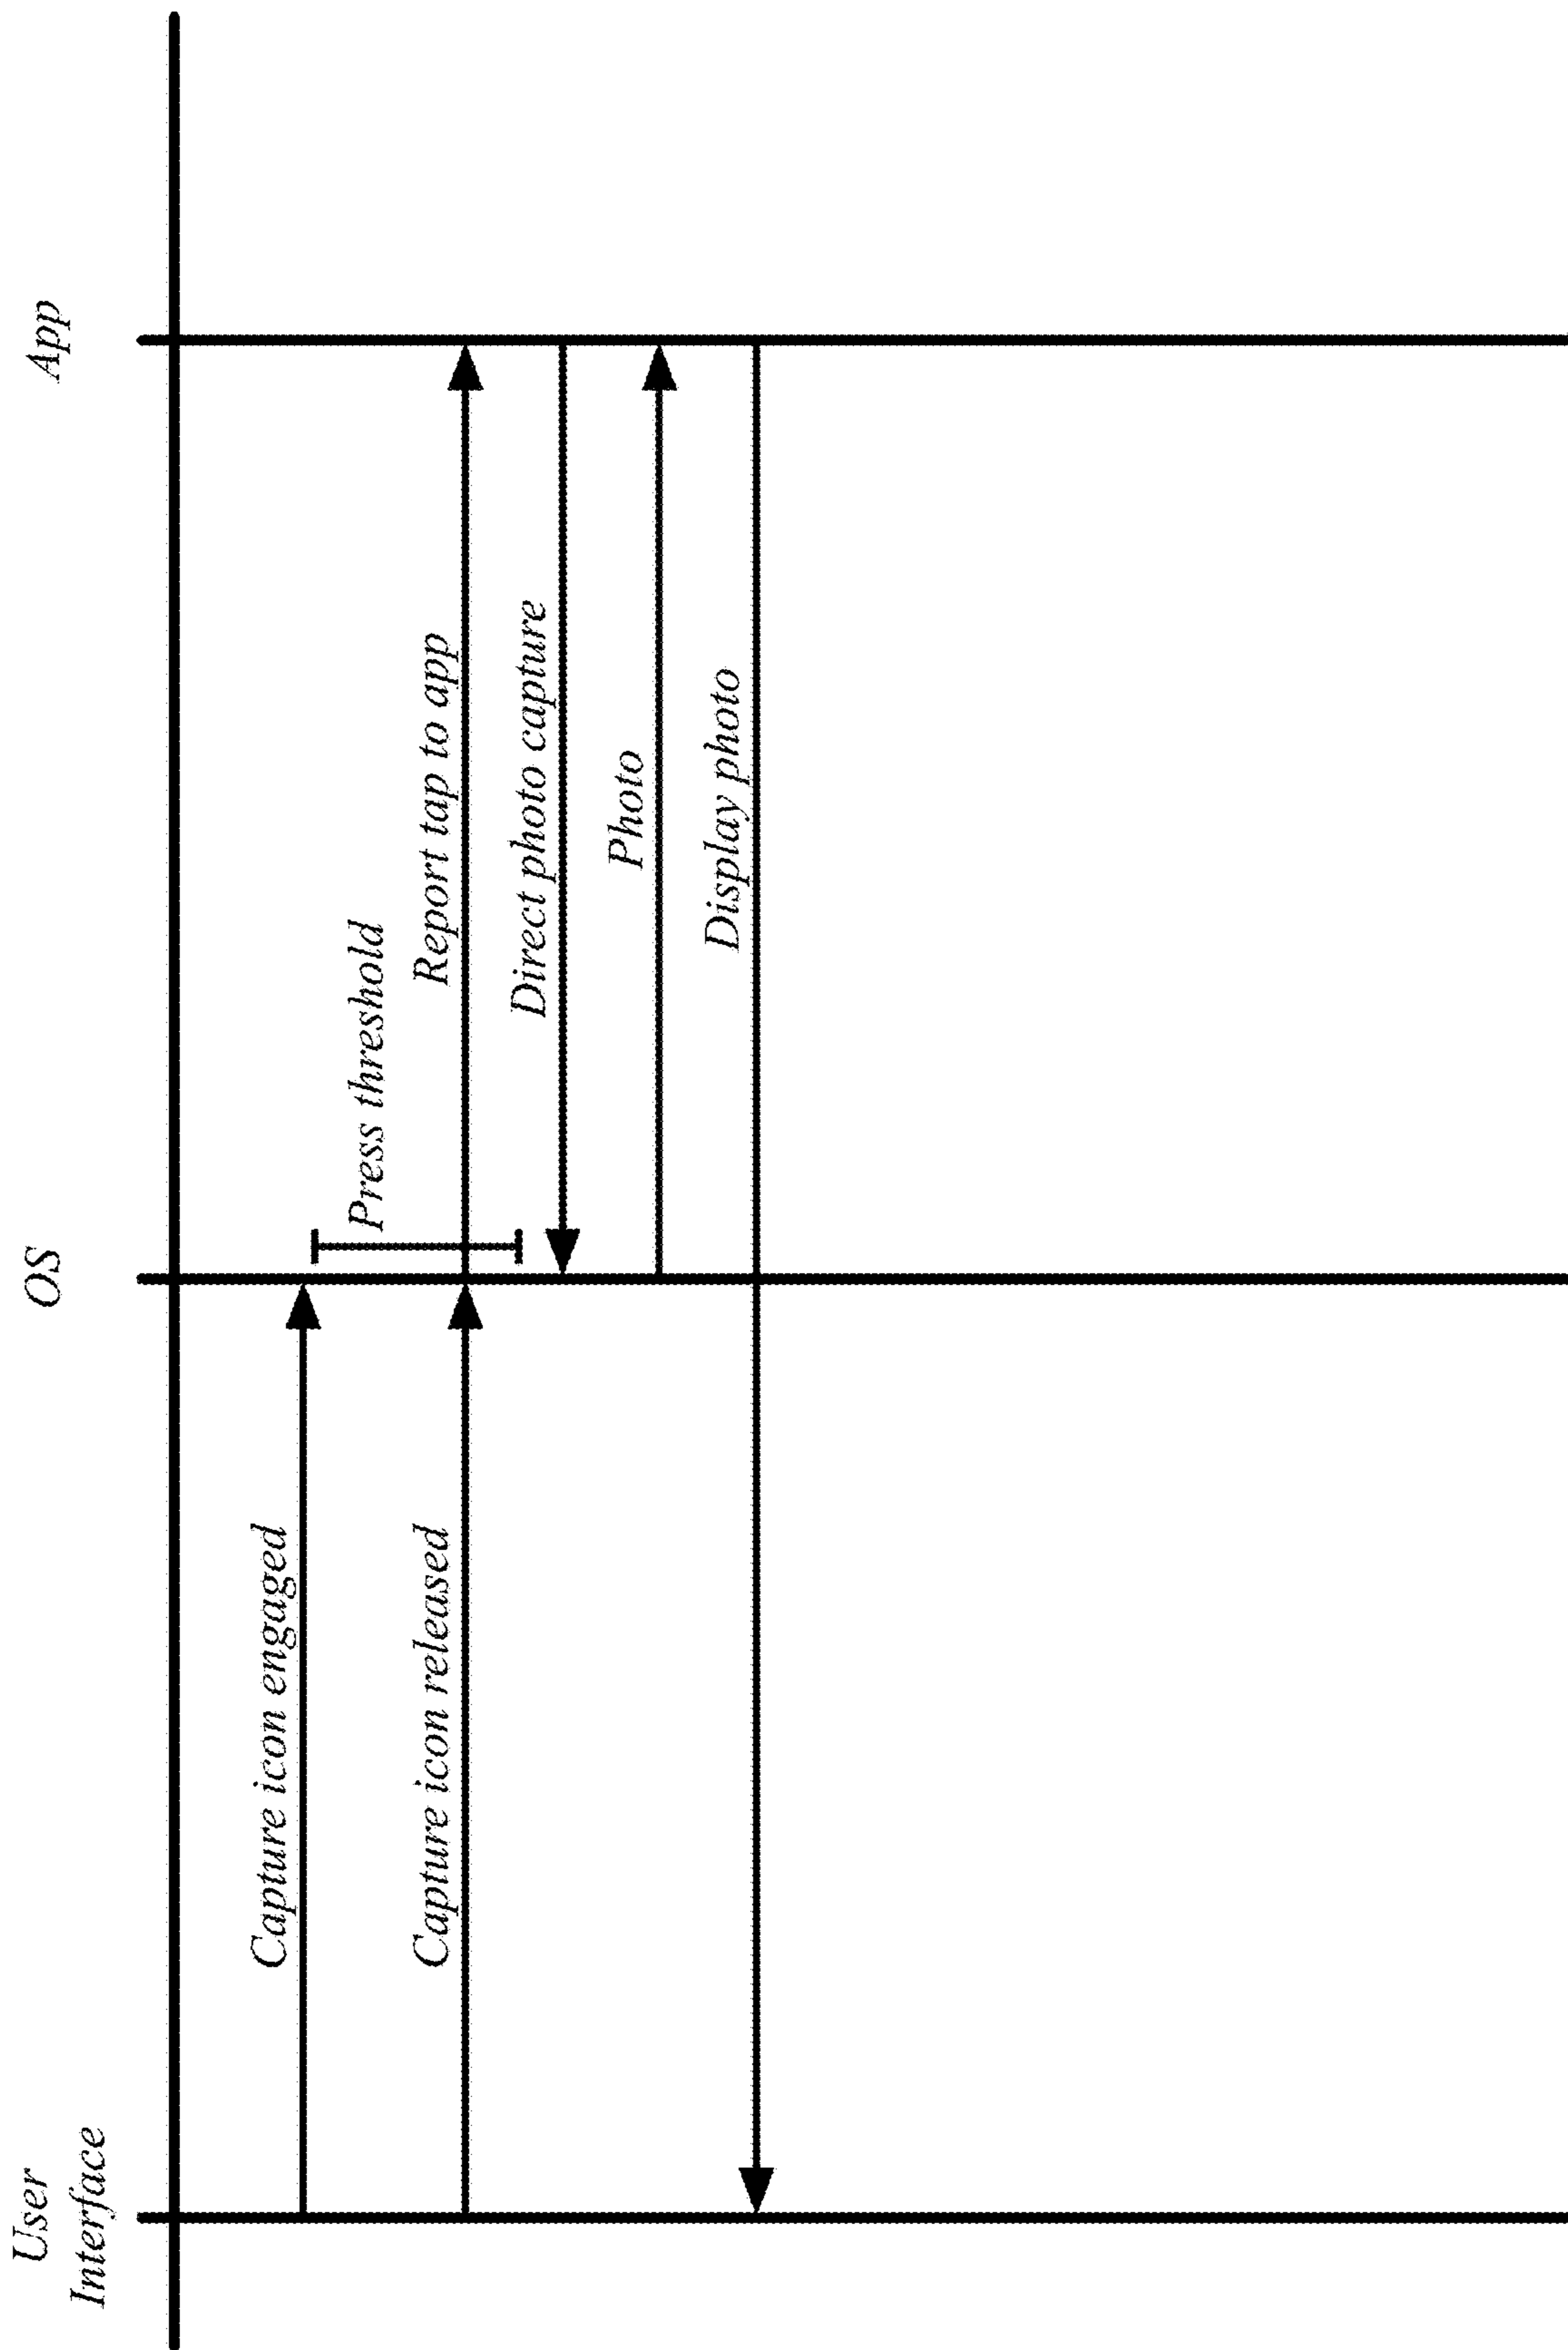 User
Interface
OS
App
Capture icon engaged
Press threshold
Capture icon released
Report tap to app
Direct photo capture
Photo
Display photo